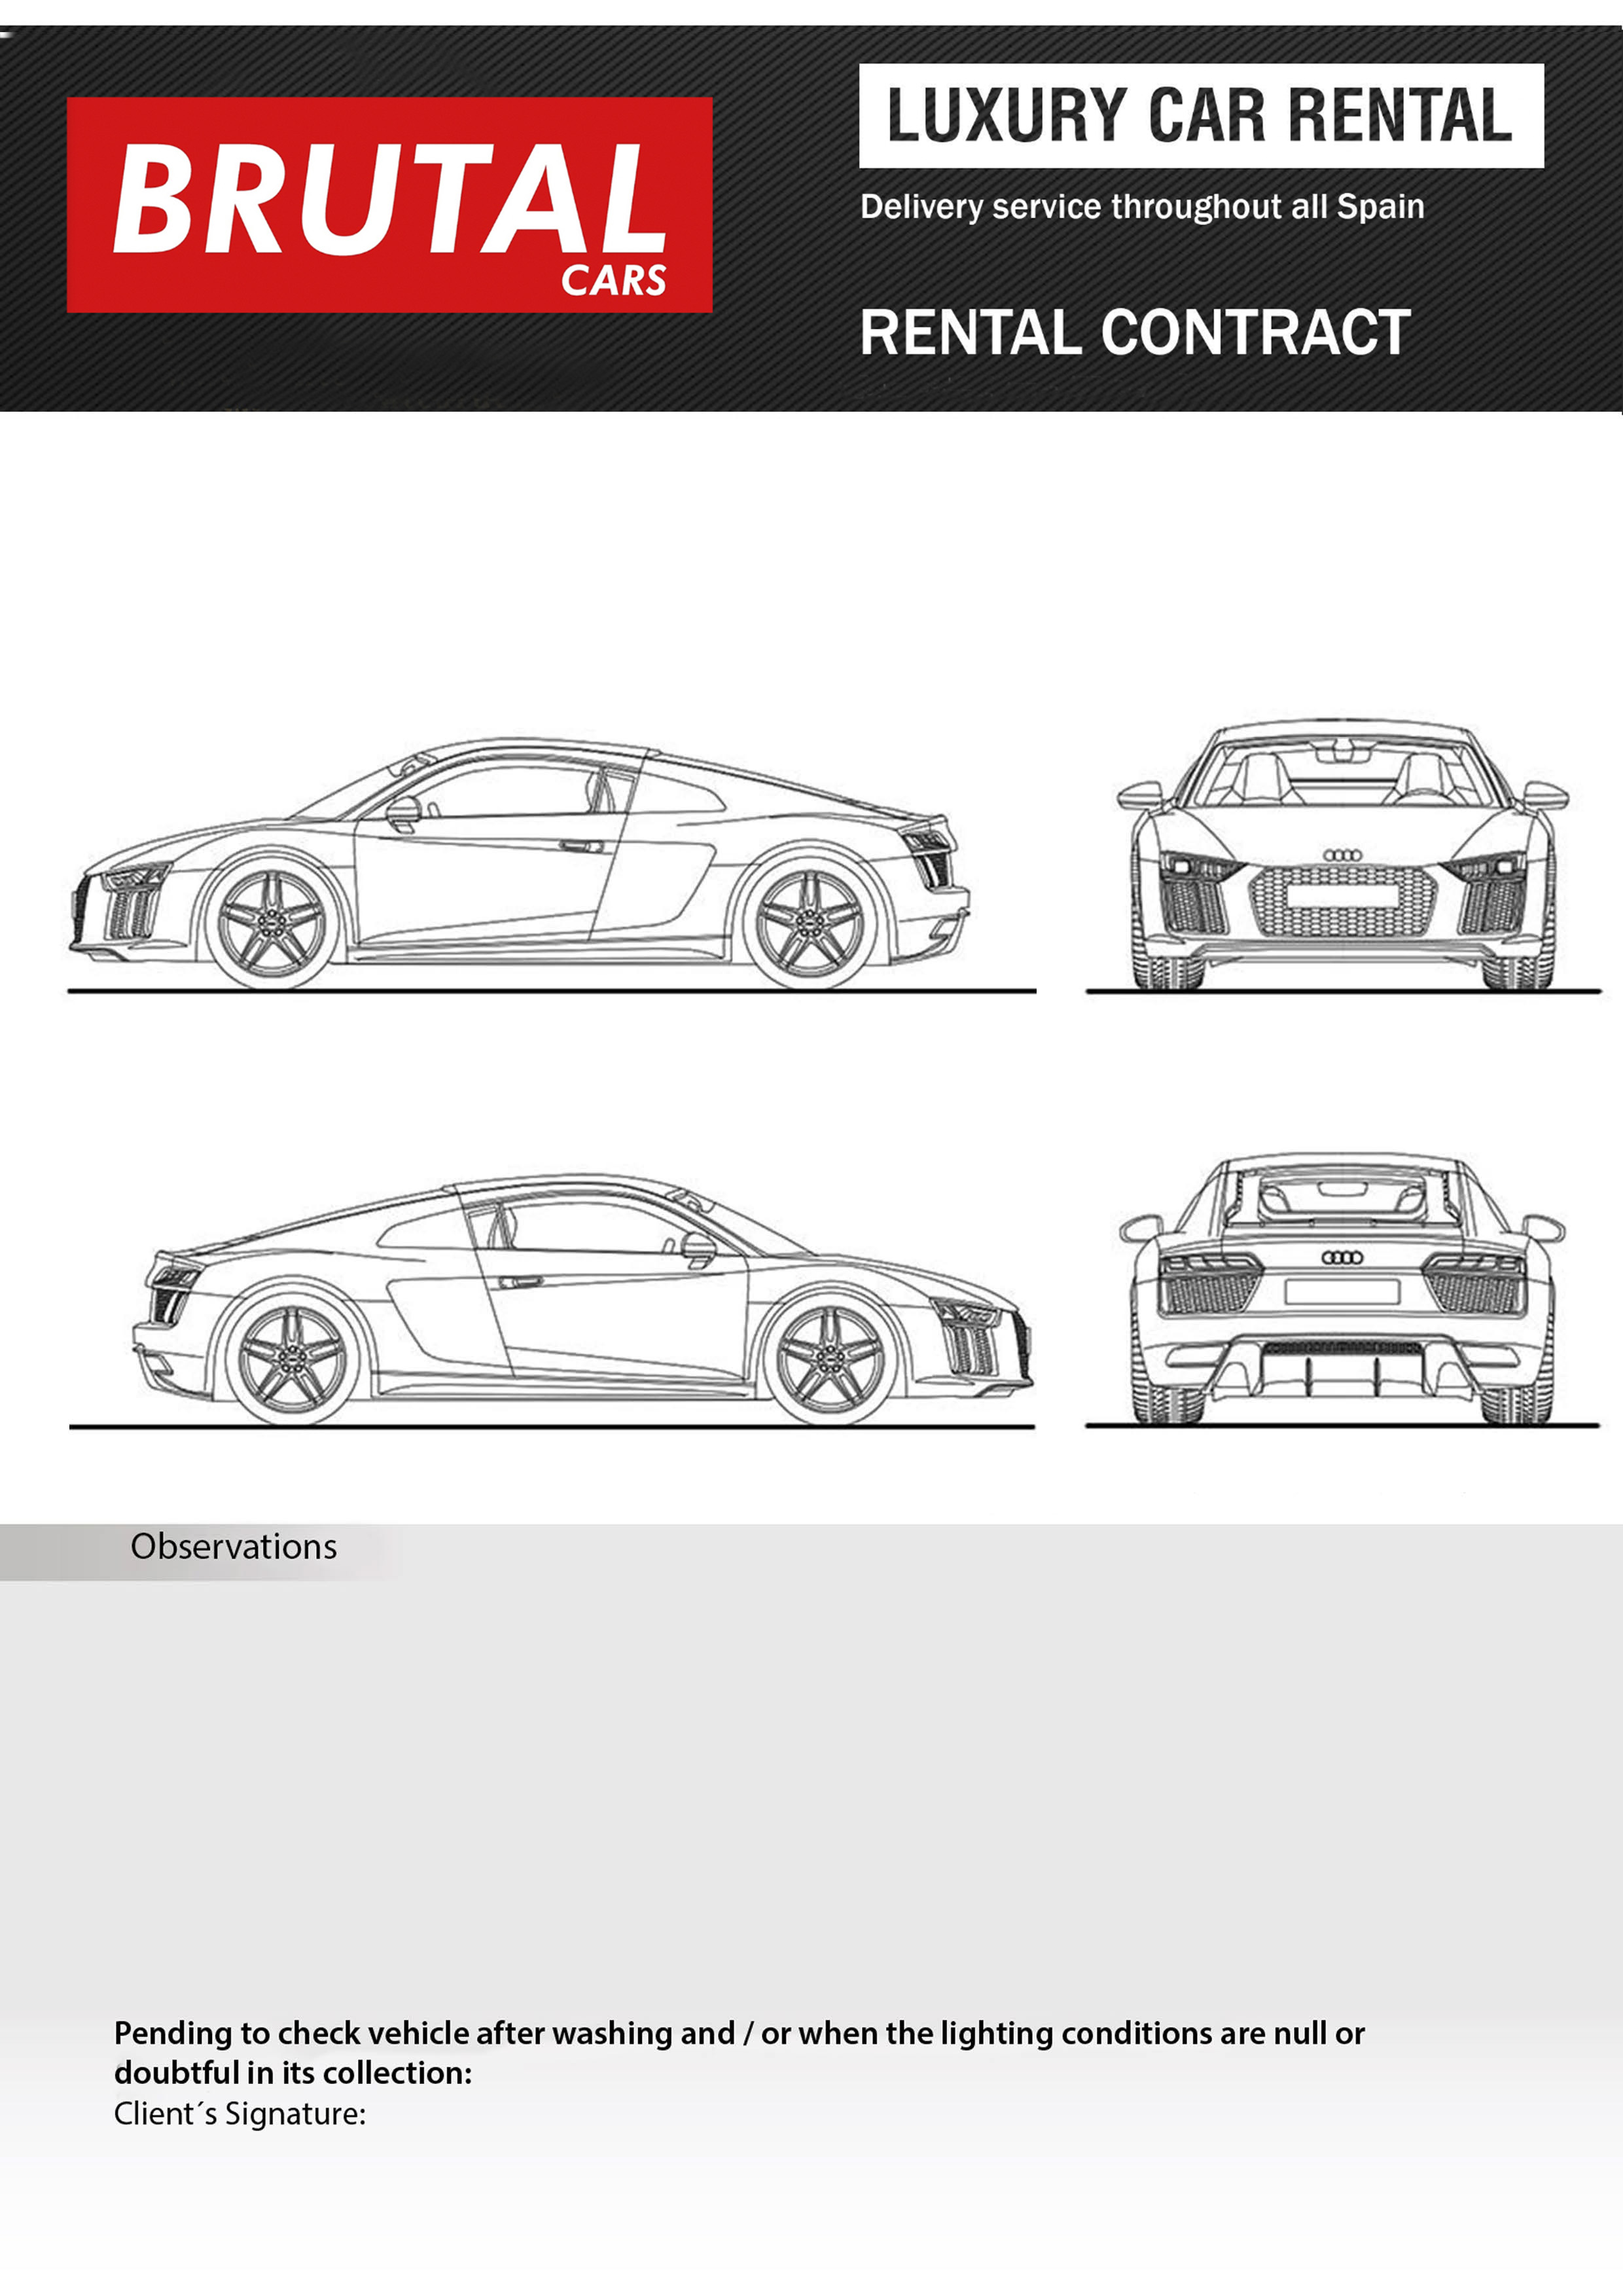 BRUTAL
CARS
LUXURY CAR RENTAL
Delivery service throughout all Spain
RENTAL CONTRACT
Observations
Pending to check vehicle after washing and / or when the lighting conditions are null or
doubtful in its collection:
Client´s Signature: